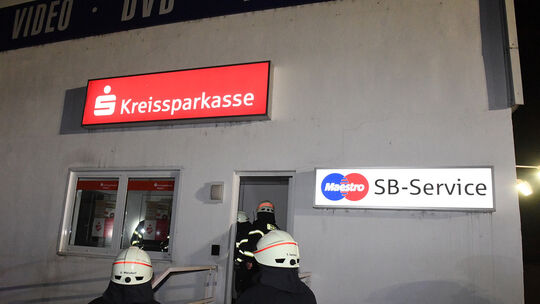 VIDEO · DVD
Kreissparkasse
Maestro
SB-Service